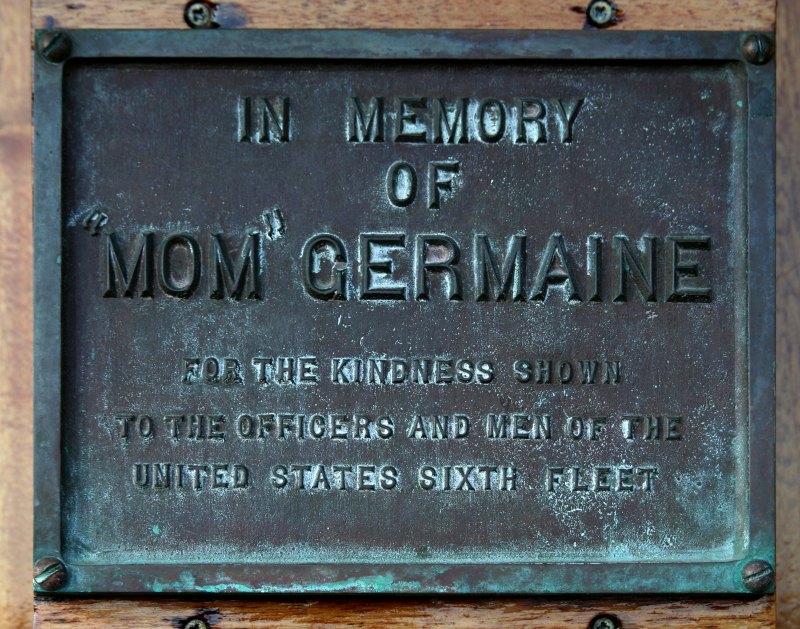 IN MEMORY
OF
"MOM" GERMAINE
FOR THE KINDNESS SHOWN
TO THE OFFICERS AND MEN OF THE
UNITED STATES SIXTH FLEET